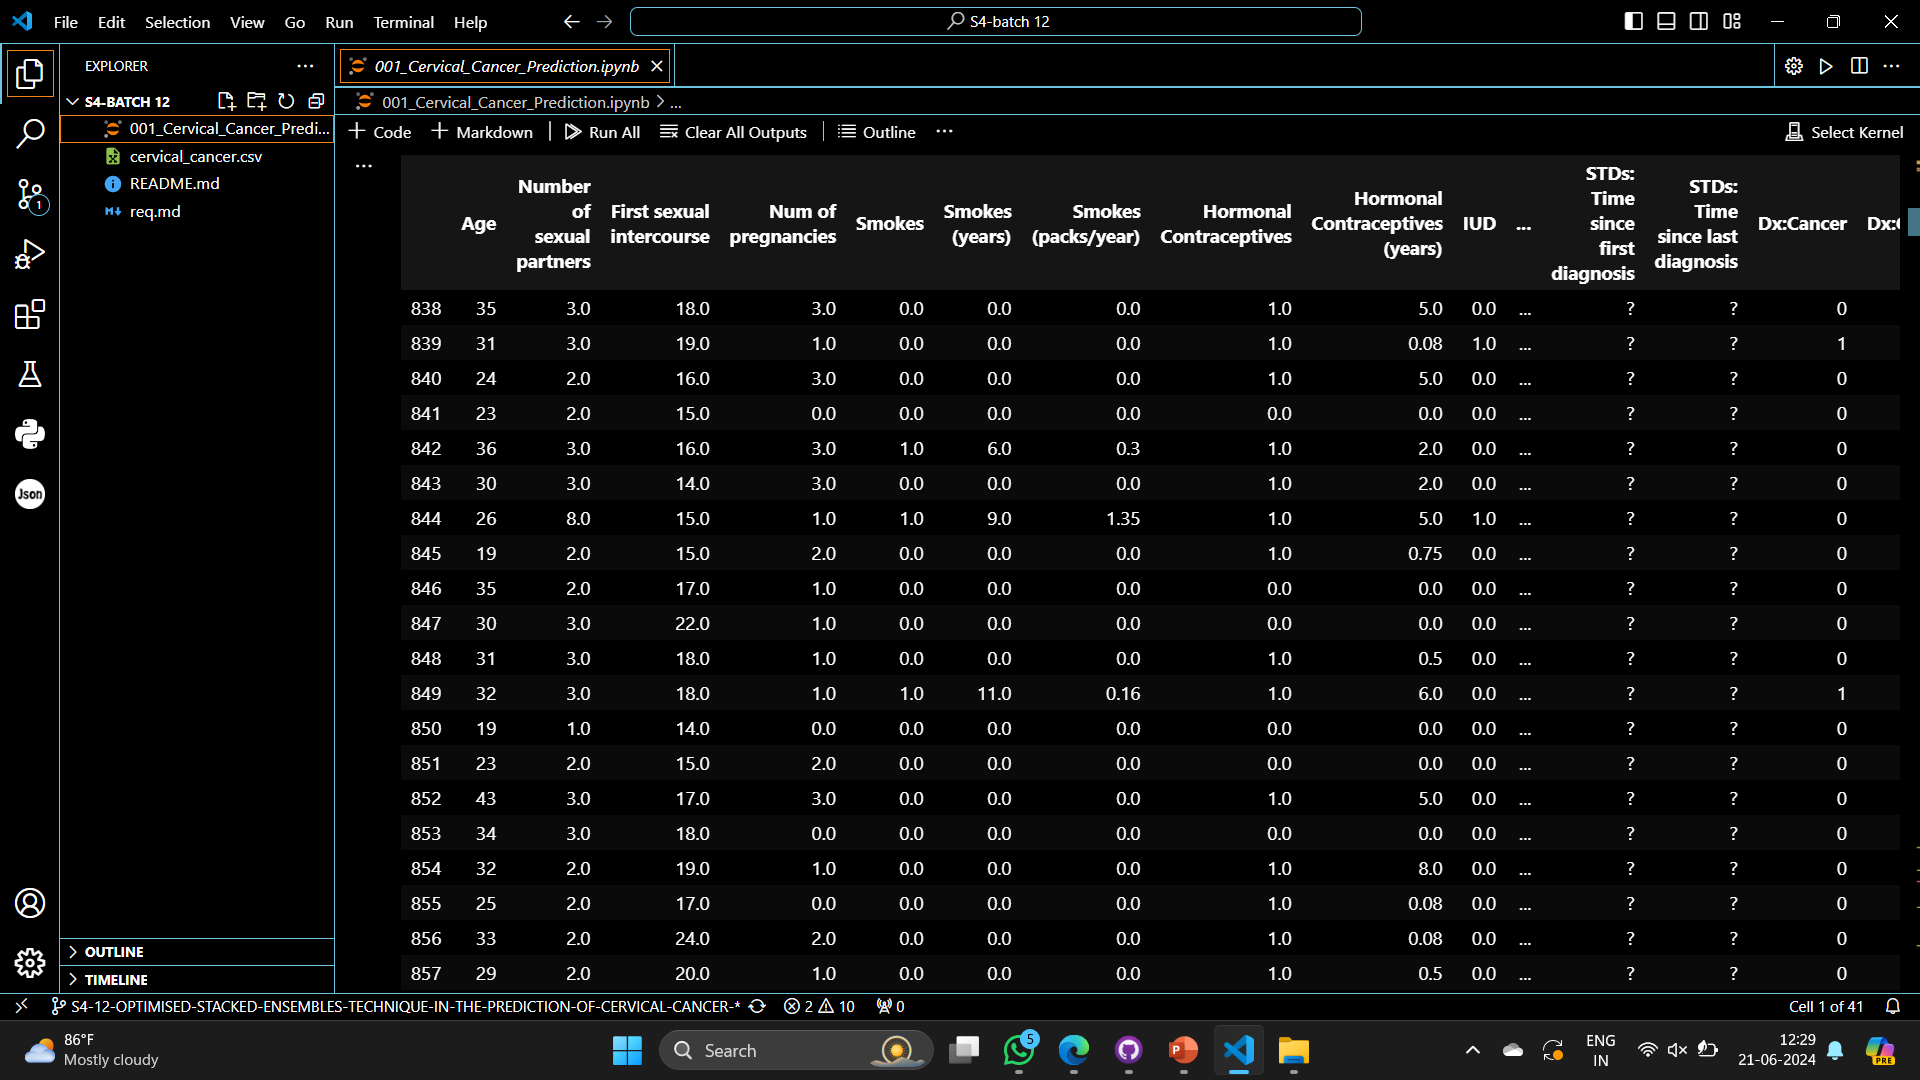 File Edit Selection View Go Run Terminal Help
S4-batch 12
EXPLORER
S4-BATCH 12
001_Cervical_Cancer_Predi...
cervical_cancer.csv
README.md
req.md
Json
1
OUTLINE
TIMELINE
001_Cervical_Cancer_Prediction.ipynb
001_Cervical_Cancer_Prediction.ipynb > ...
+ Code + Markdown Run All Clear All Outputs Outline ... Select Kernel
Age Number of sexual partners First sexual intercourse Num of pregnancies Smokes Smokes (years) Smokes (packs/year) Hormonal Contraceptives Hormonal Contraceptives (years) IUD ... STDs: Time since first diagnosis STDs: Time since last diagnosis Dx:Cancer
838 35 3.0 18.0 3.0 0.0 0.0 0.0 1.0 5.0 0.0 ... ? ? 0
839 31 3.0 19.0 1.0 0.0 0.0 0.0 1.0 0.08 1.0 ... ? ? 1
840 24 2.0 16.0 3.0 0.0 0.0 0.0 1.0 5.0 0.0 ... ? ? 0
841 23 2.0 15.0 0.0 0.0 0.0 0.0 0.0 0.0 0.0 ... ? ? 0
842 36 3.0 16.0 3.0 1.0 6.0 0.3 1.0 2.0 0.0 ... ? ? 0
843 30 3.0 14.0 3.0 0.0 0.0 0.0 1.0 2.0 0.0 ... ? ? 0
844 26 8.0 15.0 1.0 1.0 9.0 1.35 1.0 5.0 1.0 ... ? ? 0
845 19 2.0 15.0 2.0 0.0 0.0 0.0 1.0 0.75 0.0 ... ? ? 0
846 35 2.0 17.0 1.0 0.0 0.0 0.0 0.0 0.0 0.0 ... ? ? 0
847 30 3.0 22.0 1.0 0.0 0.0 0.0 0.0 0.0 0.0 ... ? ? 0
848 31 3.0 18.0 1.0 0.0 0.0 0.0 1.0 0.5 0.0 ... ? ? 0
849 32 3.0 18.0 1.0 1.0 11.0 0.16 1.0 6.0 0.0 ... ? ? 1
850 19 1.0 14.0 0.0 0.0 0.0 0.0 0.0 0.0 0.0 ... ? ? 0
851 23 2.0 15.0 2.0 0.0 0.0 0.0 0.0 0.0 0.0 ... ? ? 0
852 43 3.0 17.0 3.0 0.0 0.0 0.0 1.0 5.0 0.0 ... ? ? 0
853 34 3.0 18.0 0.0 0.0 0.0 0.0 0.0 0.0 0.0 ... ? ? 0
854 32 2.0 19.0 1.0 0.0 0.0 0.0 1.0 8.0 0.0 ... ? ? 0
855 25 2.0 17.0 0.0 0.0 0.0 0.0 1.0 0.08 0.0 ... ? ? 0
856 33 2.0 24.0 2.0 0.0 0.0 0.0 1.0 0.08 0.0 ... ? ? 0
857 29 2.0 20.0 1.0 0.0 0.0 0.0 1.0 0.5 0.0 ... ? ? 0
S4-12-OPTIMISED-STACKED-ENSEMBLES-TECHNIQUE-IN-THE-PREDICTION-OF-CERVICAL-CANCER-* 2 10 0 Cell 1 of 41
86°F
Mostly cloudy
Search
5
P
ENG
IN
12:29
21-06-2024
PRE